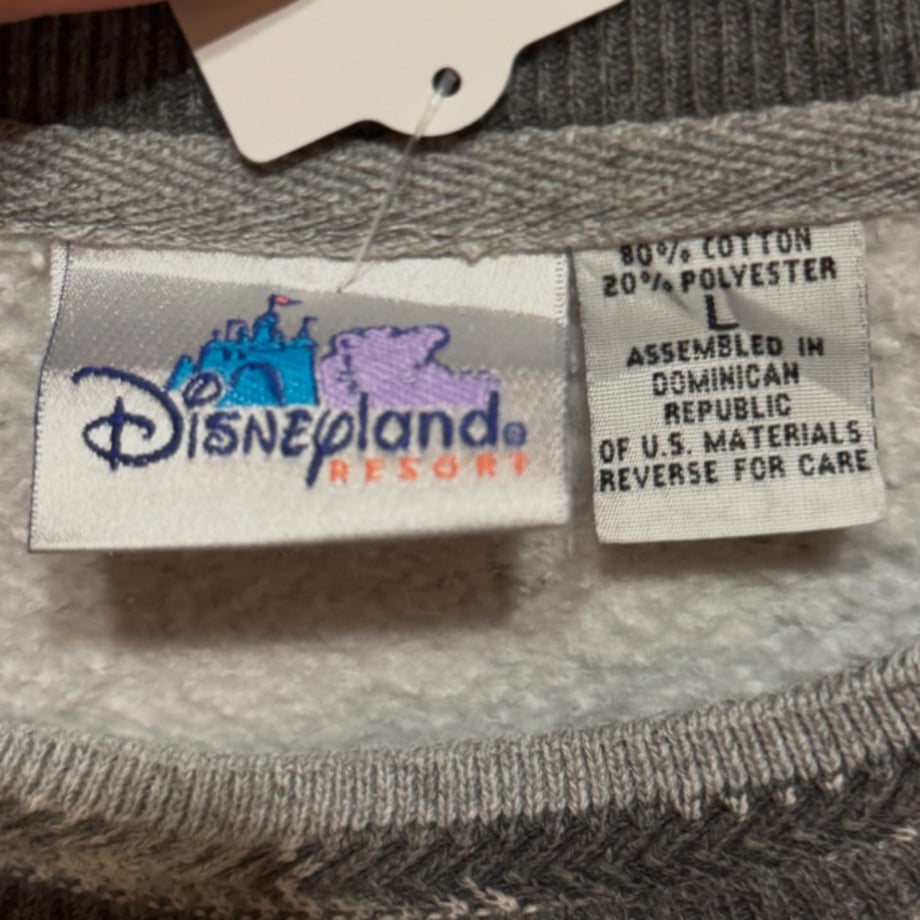 Disneyland®
RESORT
80% COTTON
20% POLYESTER
L
ASSEMBLED IN
DOMINICAN
REPUBLIC
OF U.S. MATERIALS
REVERSE FOR CARE